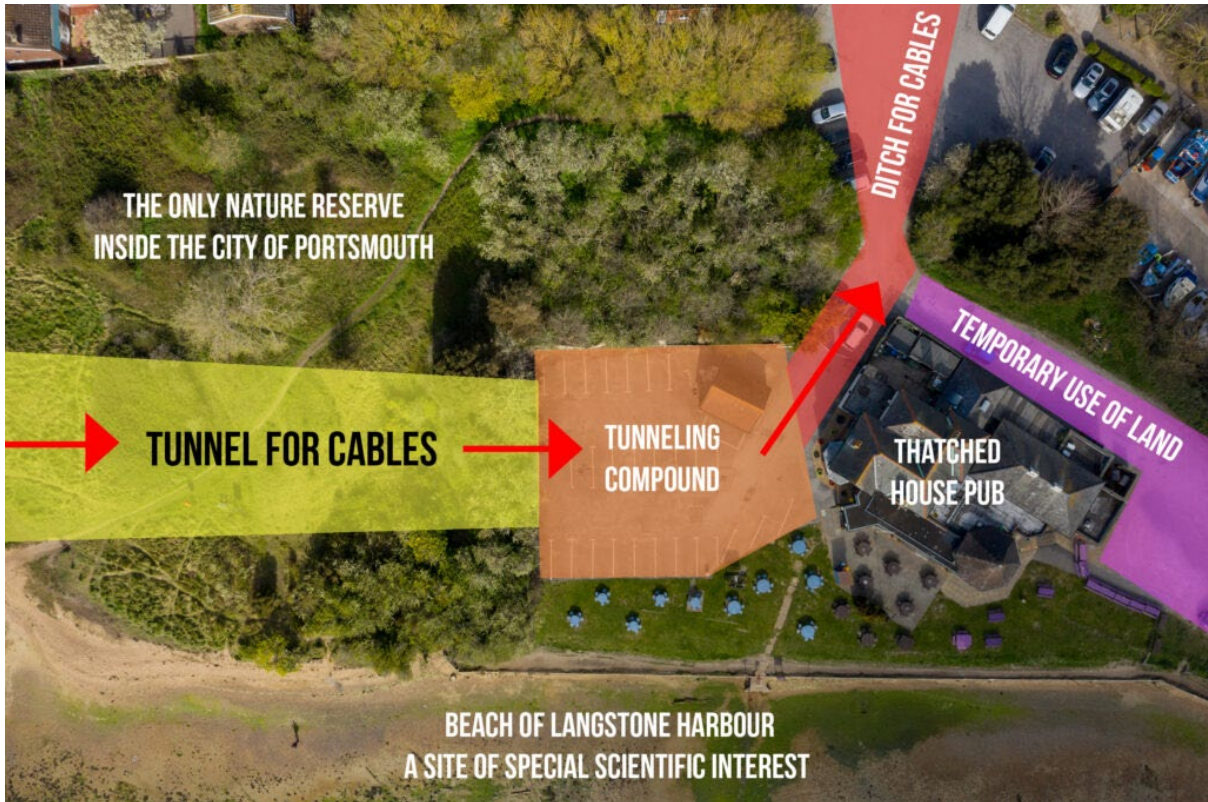 DITCH FOR CABLES
THE ONLY NATURE RESERVE
INSIDE THE CITY OF PORTSMOUTH
TEMPORARY USE OF LAND
TUNNEL FOR CABLES
TUNNELING
COMPOUND
THATCHED
HOUSE PUB
BEACH OF LANGSTONE HARBOUR
A SITE OF SPECIAL SCIENTIFIC INTEREST